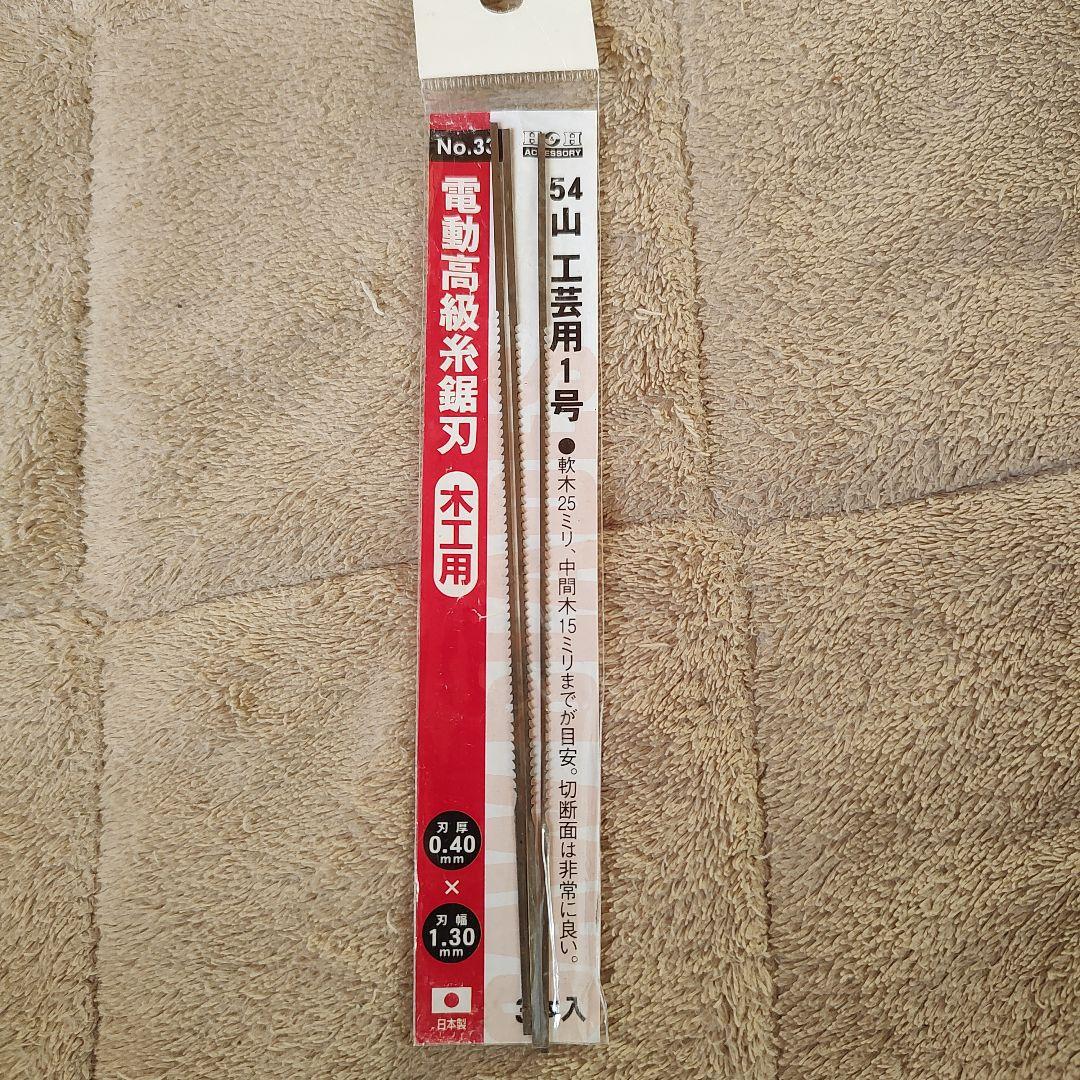 No.33
電動高級糸鋸刃
木工用
刃厚
0.40
mm
×
刃幅
1.30
mm
日本製
H&H
ACCESSORY
54山 工芸用1号
●軟木25ミリ、中間木15ミリまでが目安。切断面は非常に良い。
入